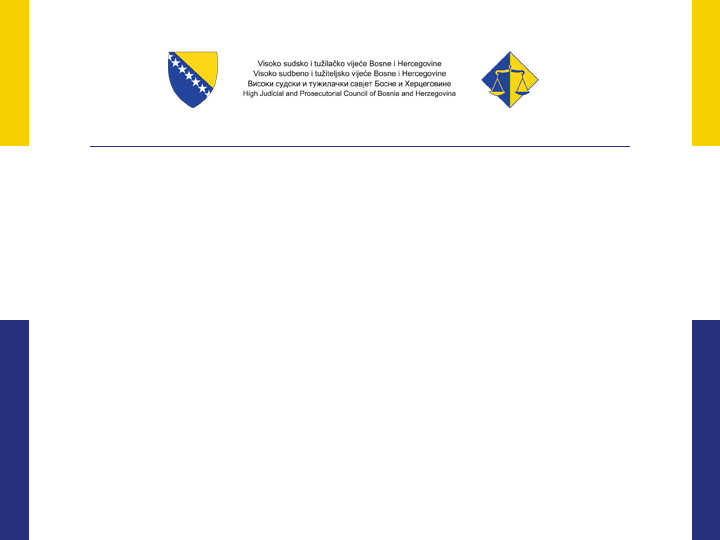 Visoko sudsko i tužilačko vijeće Bosne i Hercegovine
Visoko sudbeno i tužiteljsko vijeće Bosne i Hercegovine
Високи судски и тужилачки савјет Босне и Херцеговине
High Judicial and Prosecutorial Council of Bosnia and Herzegovina